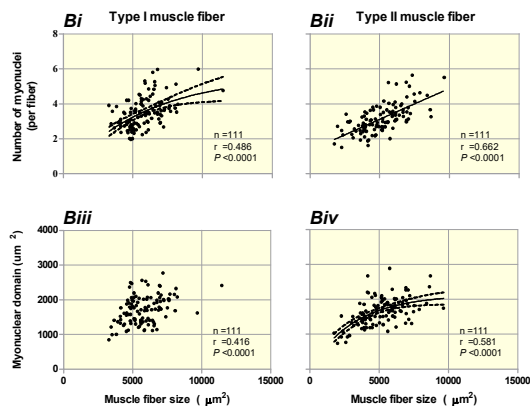 Bi Type I muscle fiber
Bii Type II muscle fiber
Number of myonuclei
(per fiber)
8
6
4
2
0
n =111
r =0.486
P <0.0001
n =111
r =0.662
P <0.0001
Biii
Biv
Myonuclear domain (um ²)
4000
3000
2000
1000
0
n =111
r =0.416
P <0.0001
n =111
r =0.581
P <0.0001
0 5000 10000 15000
0 5000 10000 15000
Muscle fiber size ( μm²)
Muscle fiber size ( μm²)